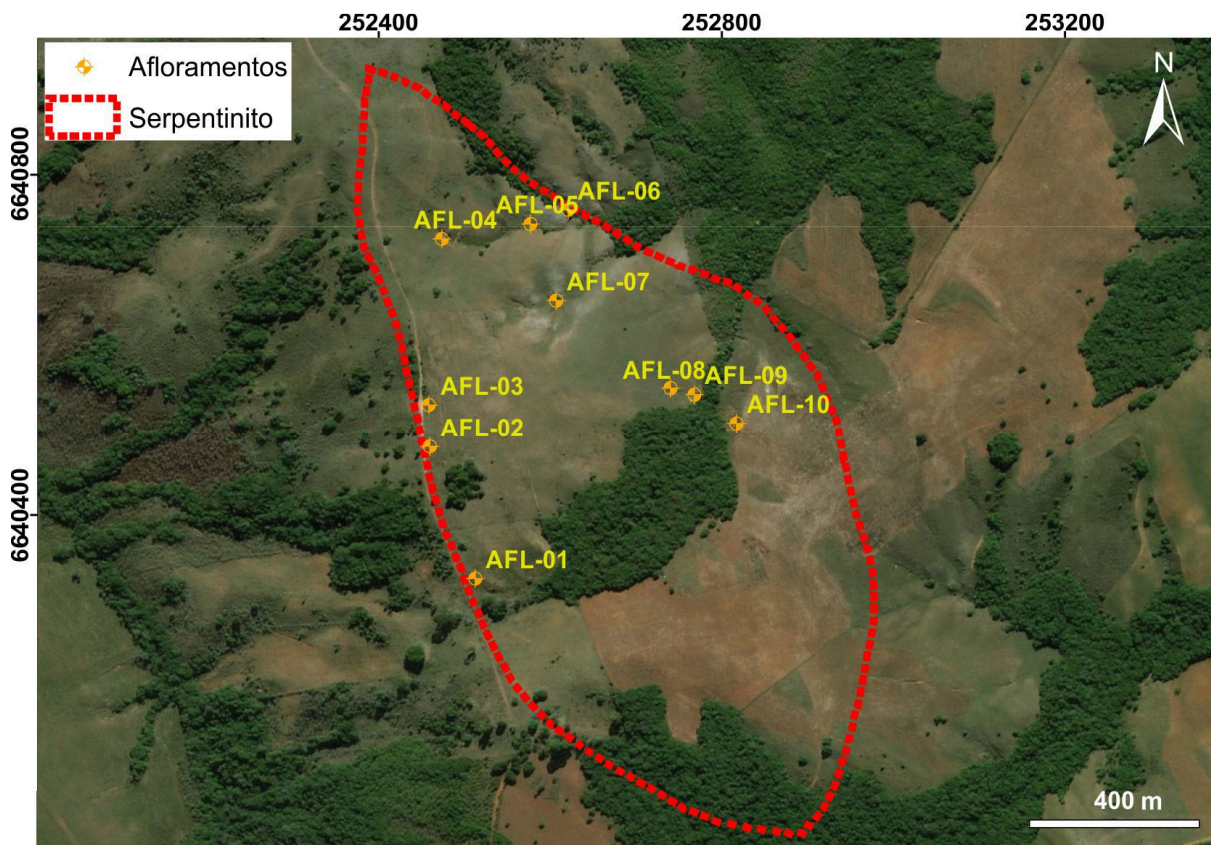 252400 252800 253200
Afloramentos
Serpentinito
N
6640800
AFL-06
AFL-05
AFL-04
AFL-07
AFL-08
AFL-09
AFL-03
AFL-10
AFL-02
6640400
AFL-01
400 m